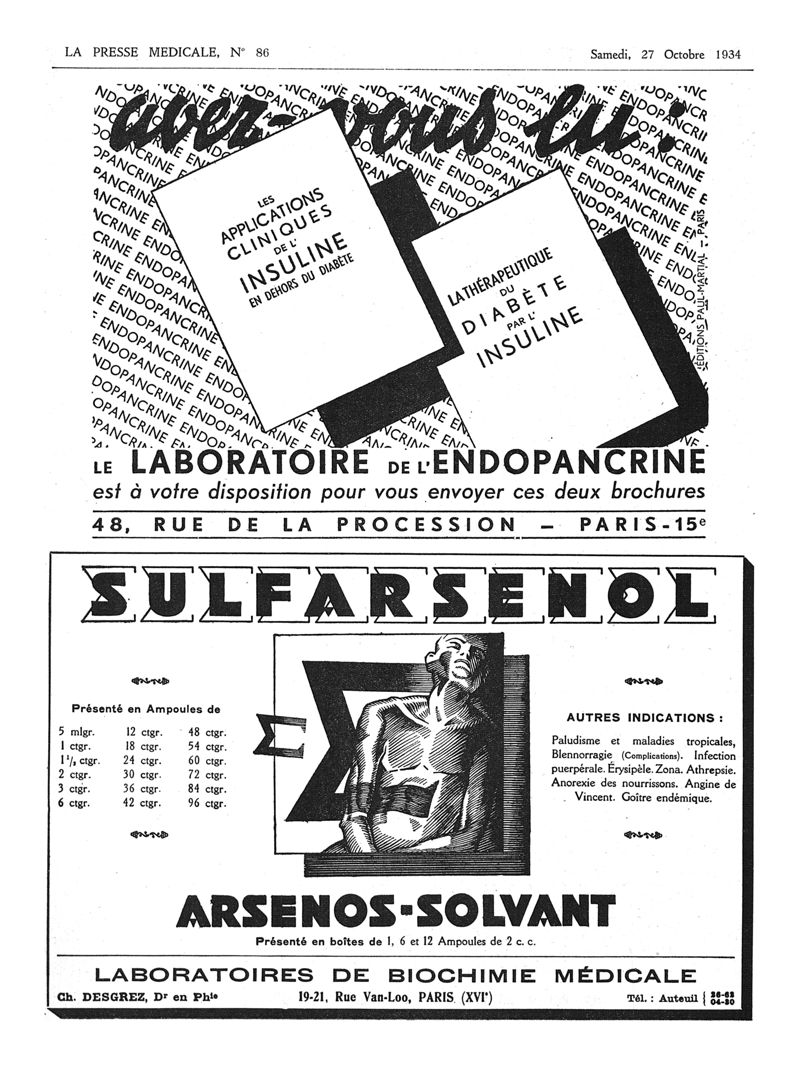 LA PRESSE MEDICALE, N° 86
Samedi, 27 Octobre 1934
avez-vous lu :
LES
APPLICATIONS
CLINIQUES
DE L'
INSULINE
EN DEHORS DU DIABÈTE
LA THÉRAPEUTIQUE
DU
DIABÈTE
PAR L'
INSULINE
ÉDITIONS PAUL-MARTIAL — PARIS
LE LABORATOIRE DE L'ENDOPANCRINE
est à votre disposition pour vous envoyer ces deux brochures
48, RUE DE LA PROCESSION — PARIS-15e
SULFARSENOL
Présenté en Ampoules de
5 mlgr. 12 ctgr. 48 ctgr.
1 ctgr. 18 ctgr. 54 ctgr.
1 1/2 ctgr. 24 ctgr. 60 ctgr.
2 ctgr. 30 ctgr. 72 ctgr.
3 ctgr. 36 ctgr. 84 ctgr.
6 ctgr. 42 ctgr. 96 ctgr.
AUTRES INDICATIONS :
Paludisme et maladies tropicales,
Blennorragie (Complications). Infection
puerpérale. Érysipèle. Zona. Athrepsie.
Anorexie des nourrissons. Angine de
Vincent. Goître endémique.
ARSENOS-SOLVANT
Présenté en boîtes de 1, 6 et 12 Ampoules de 2 c. c.
LABORATOIRES DE BIOCHIMIE MÉDICALE
Ch. DESGREZ, Dr en Phie 19-21, Rue Van-Loo, PARIS (XVIe) Tél. : Auteuil { 26-62
04-30